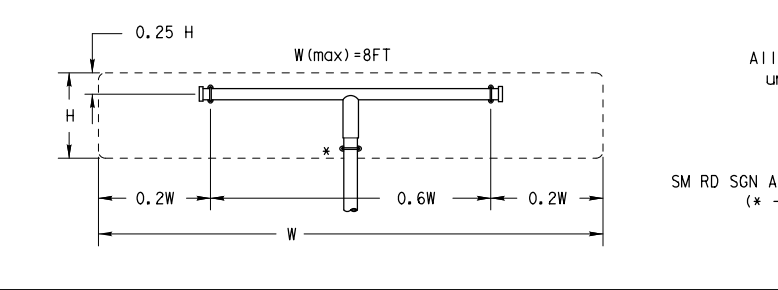 0.25 H
W(max)=8FT
All
H
*
0.2W
0.6W
0.2W
SM RD SGN A
(* -
W